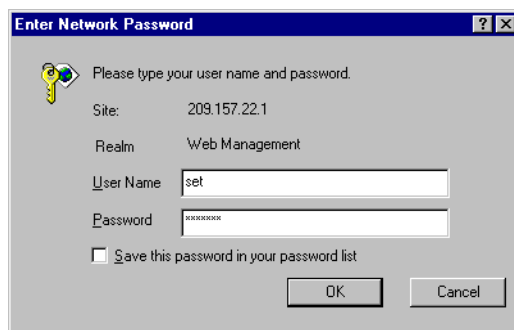 Enter Network Password
Please type your user name and password.
Site: 209.157.22.1
Realm Web Management
User Name set
Password xxxxxxx
Save this password in your password list
OK Cancel